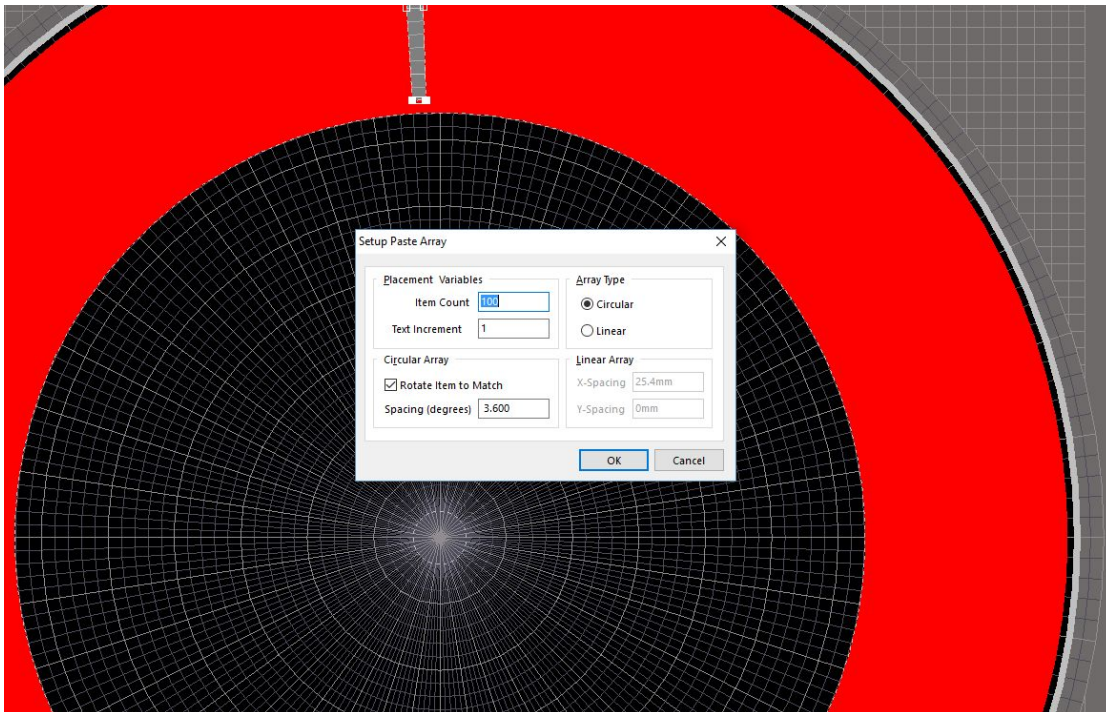 Setup Paste Array
Placement Variables
Item Count 100
Text Increment 1
Array Type
Circular
Linear
Circular Array
Rotate Item to Match
Spacing (degrees) 3.600
Linear Array
X-Spacing 25.4mm
Y-Spacing 0mm
OK Cancel